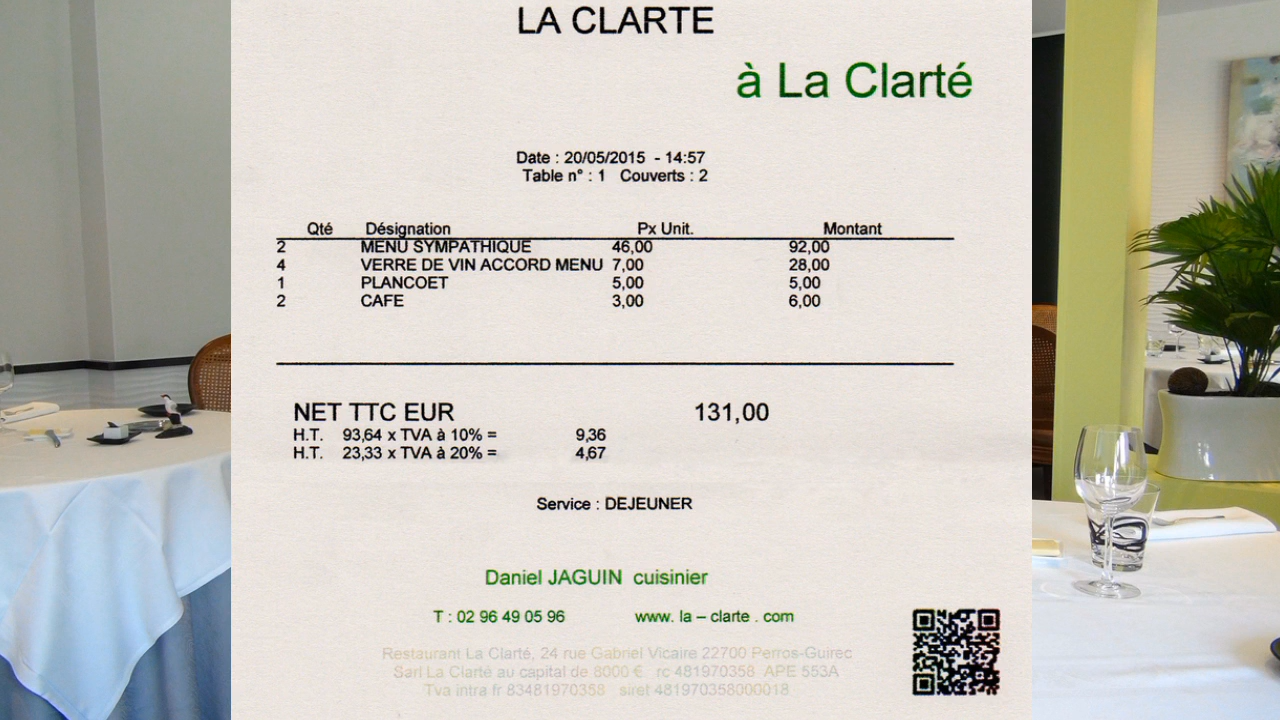 LA CLARTE
à La Clarté
Date : 20/05/2015 - 14:57
Table n° : 1 Couverts : 2
Qté Désignation Px Unit. Montant
2 MENU SYMPATHIQUE 46,00 92,00
4 VERRE DE VIN ACCORD MENU 7,00 28,00
1 PLANCOET 5,00 5,00
2 CAFE 3,00 6,00
NET TTC EUR 131,00
H.T. 93,64 x TVA à 10% = 9,36
H.T. 23,33 x TVA à 20% = 4,67
Service : DEJEUNER
Daniel JAGUIN cuisinier
T : 02 96 49 05 96 www. la – clarte . com
Restaurant La Clarté, 24 rue Gabriel Vicaire 22700 Perros-Guirec
Sarl La Clarté au capital de 8000 € rc 481970358 APE 553A
Tva intra fr 83481970358 siret 481970358000018